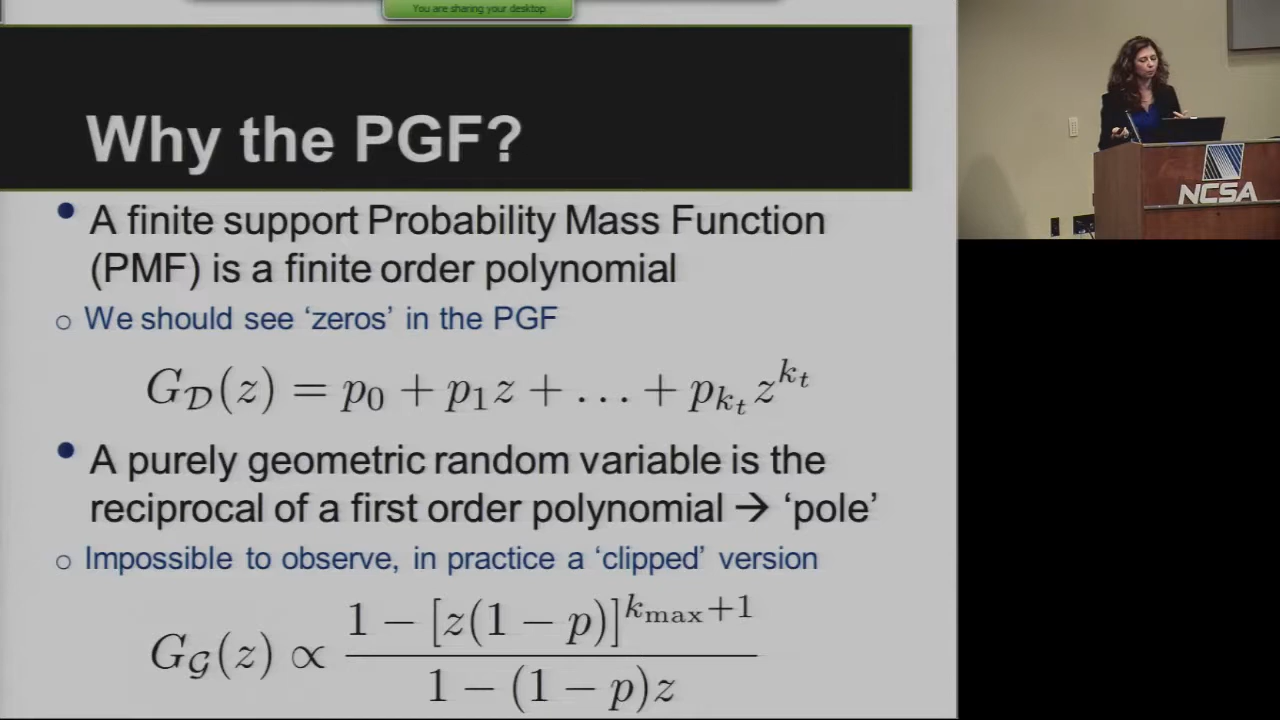 You are sharing your desktop
Why the PGF?
• A finite support Probability Mass Function
(PMF) is a finite order polynomial
o We should see ‘zeros’ in the PGF
G_𝒟(z) = p_0 + p_1 z + … + p_{k_t} z^{k_t}
• A purely geometric random variable is the
reciprocal of a first order polynomial → ‘pole’
o Impossible to observe, in practice a ‘clipped’ version
G_𝒢(z) ∝ \frac{1 − [z(1 − p)]^{k_{max}+1}}{1 − (1 − p)z}
NCSA